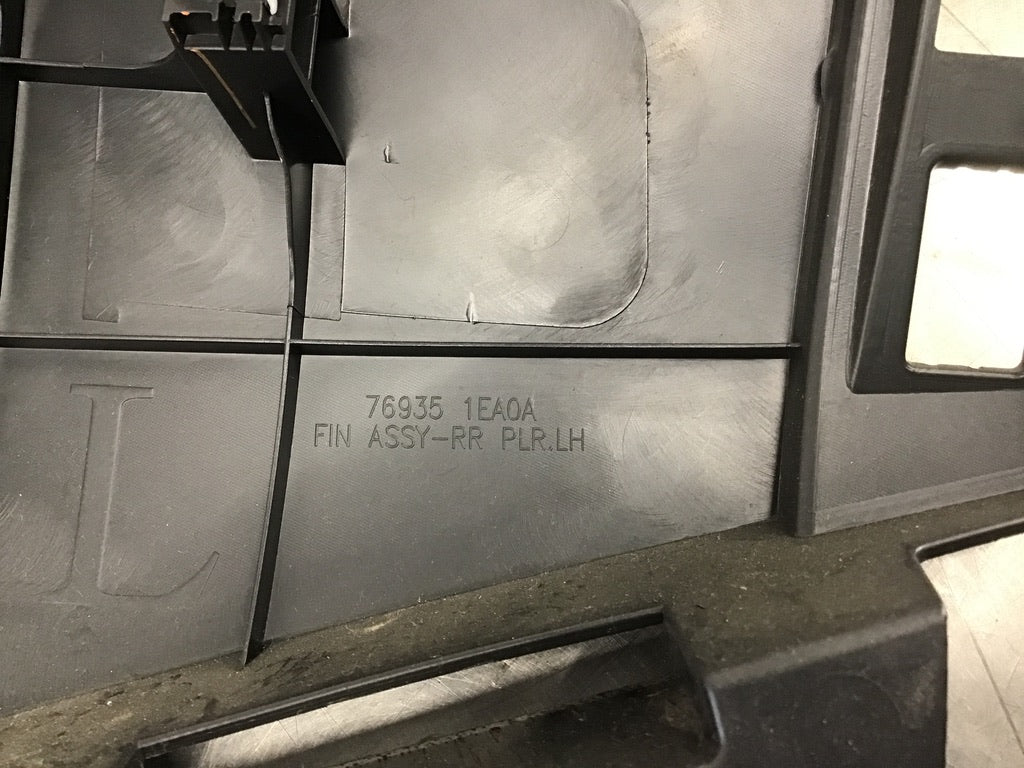 76935 1EA0A
FIN ASSY-RR PLR.LH
L